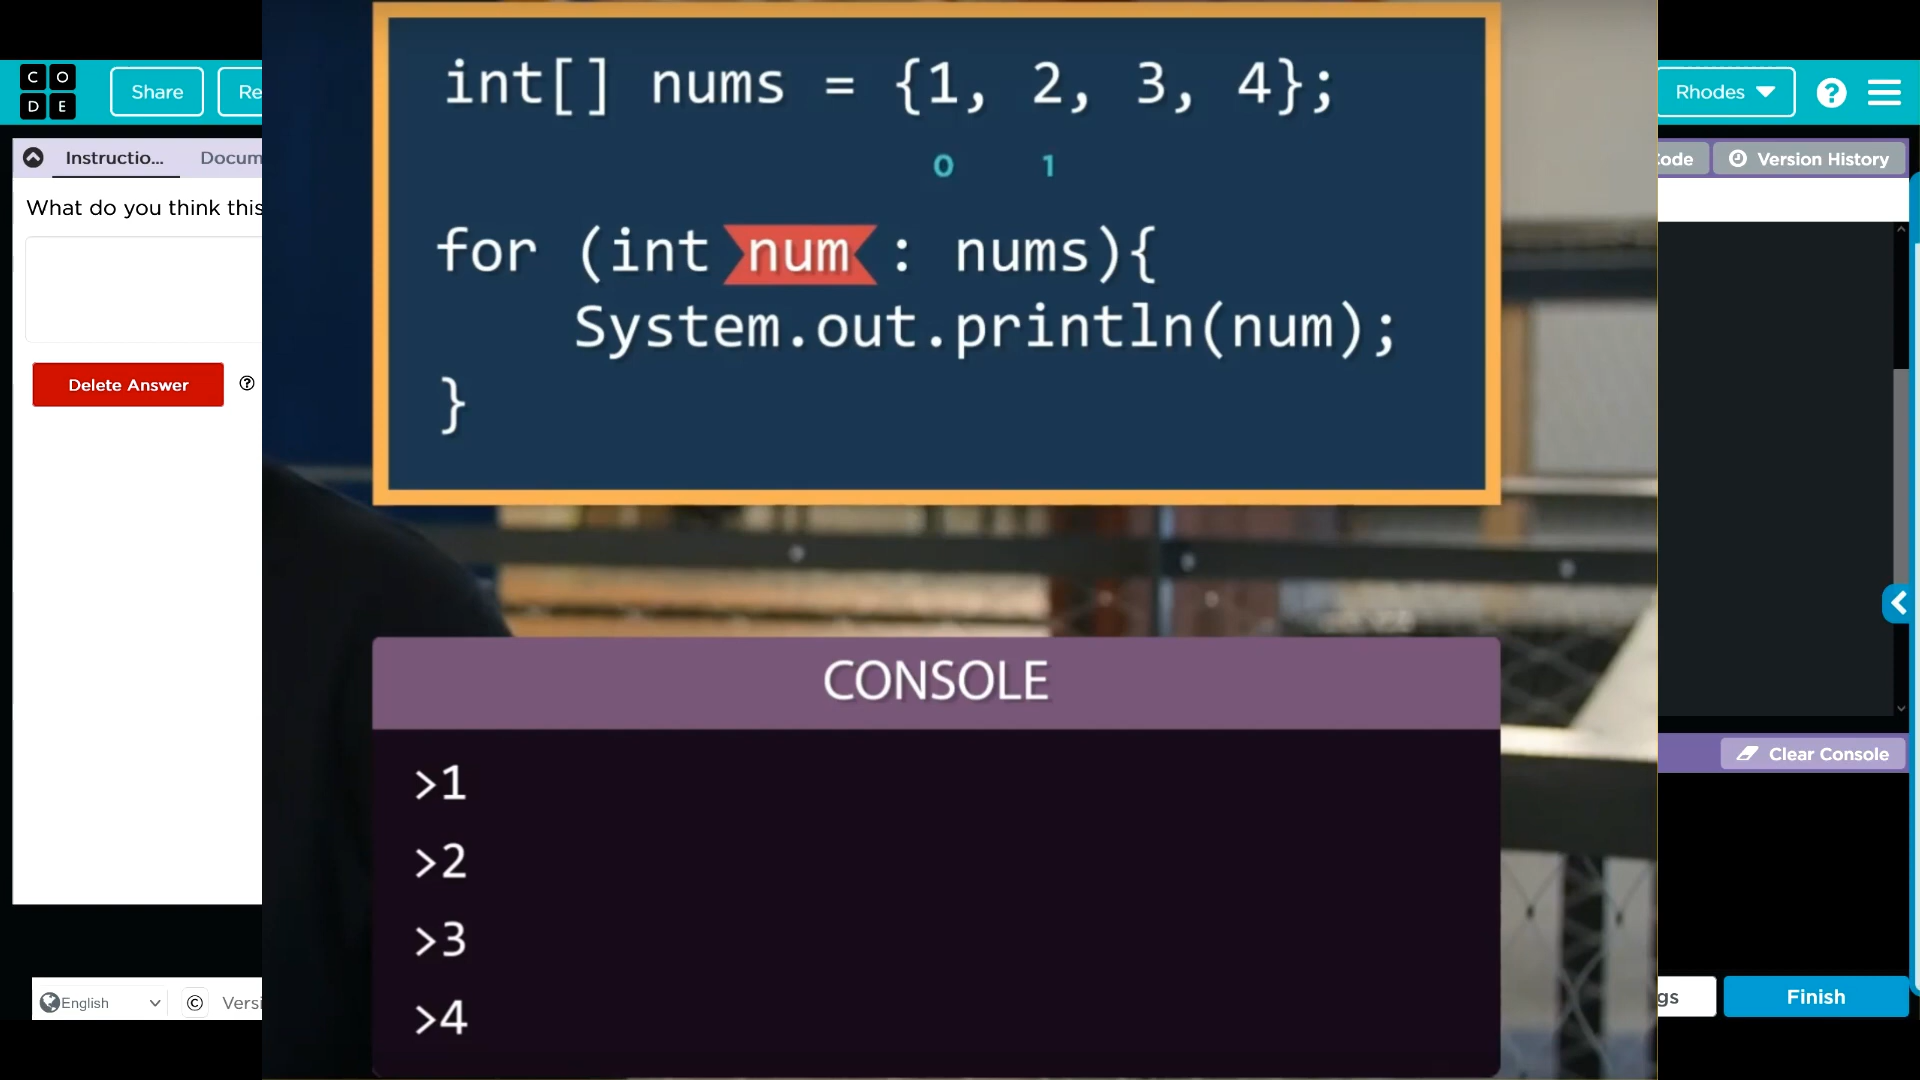 int[] nums = {1, 2, 3, 4};
0 1
for (int num : nums){
System.out.println(num);
}
CONSOLE
>1
>2
>3
>4
CODE
Share
Re
Rhodes
?
Instructio...
Docum
ode
Version History
What do you think this
Delete Answer
?
Clear Console
English
©
Versi
gs
Finish